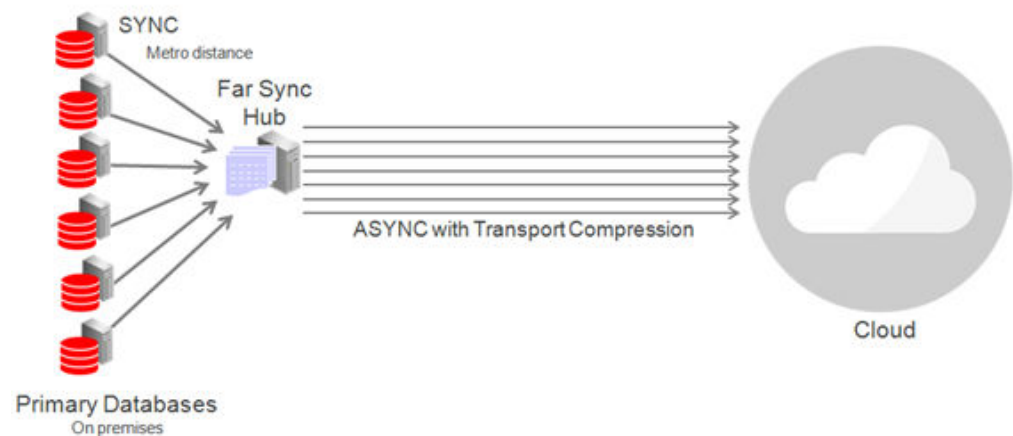 SYNC
Metro distance
Far Sync
Hub
ASYNC with Transport Compression
Cloud
Primary Databases
On premises